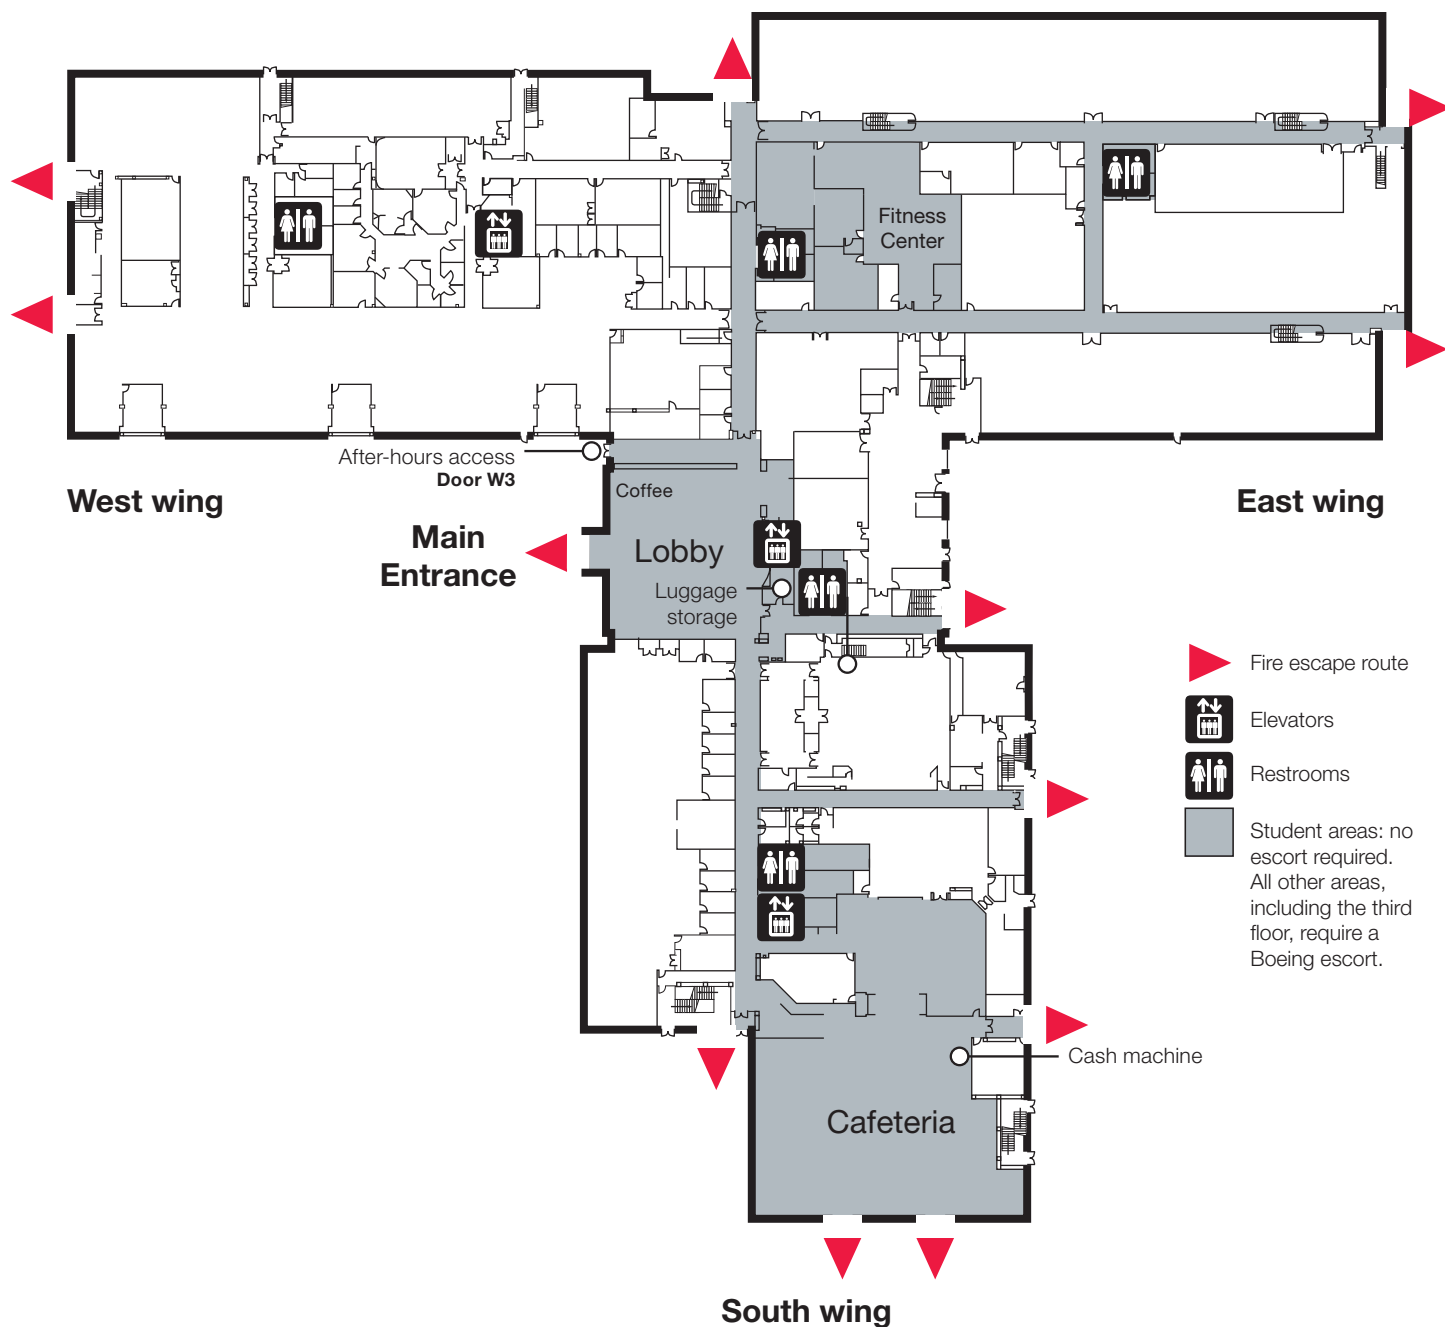 Fitness
Center
After-hours access
Door W3
West wing
East wing
Coffee
Main
Entrance
Lobby
Luggage
storage
Fire escape route
Elevators
Restrooms
Student areas: no
escort required.
All other areas,
including the third
floor, require a
Boeing escort.
Cash machine
Cafeteria
South wing